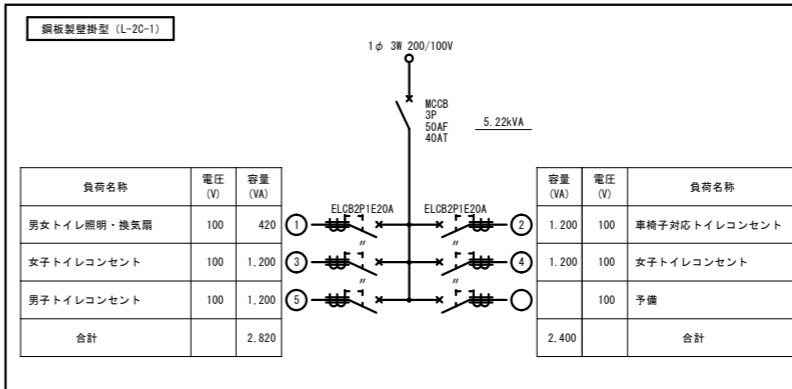 鋼板製壁掛型 (L-2C-1)
1φ 3W 200/100V
MCCB
3P
50AF
40AT
5.22kVA
負荷名称 電圧(V) 容量(VA)
ELCB2P1E20A ELCB2P1E20A
容量(VA) 電圧(V) 負荷名称
男女トイレ照明・換気扇 100 420 1
2 1.200 100 車椅子対応トイレコンセント
〃 〃
女子トイレコンセント 100 1,200 3
4 1.200 100 女子トイレコンセント
〃 〃
男子トイレコンセント 100 1,200 5
100 予備
合計 2,820
2,400 合計